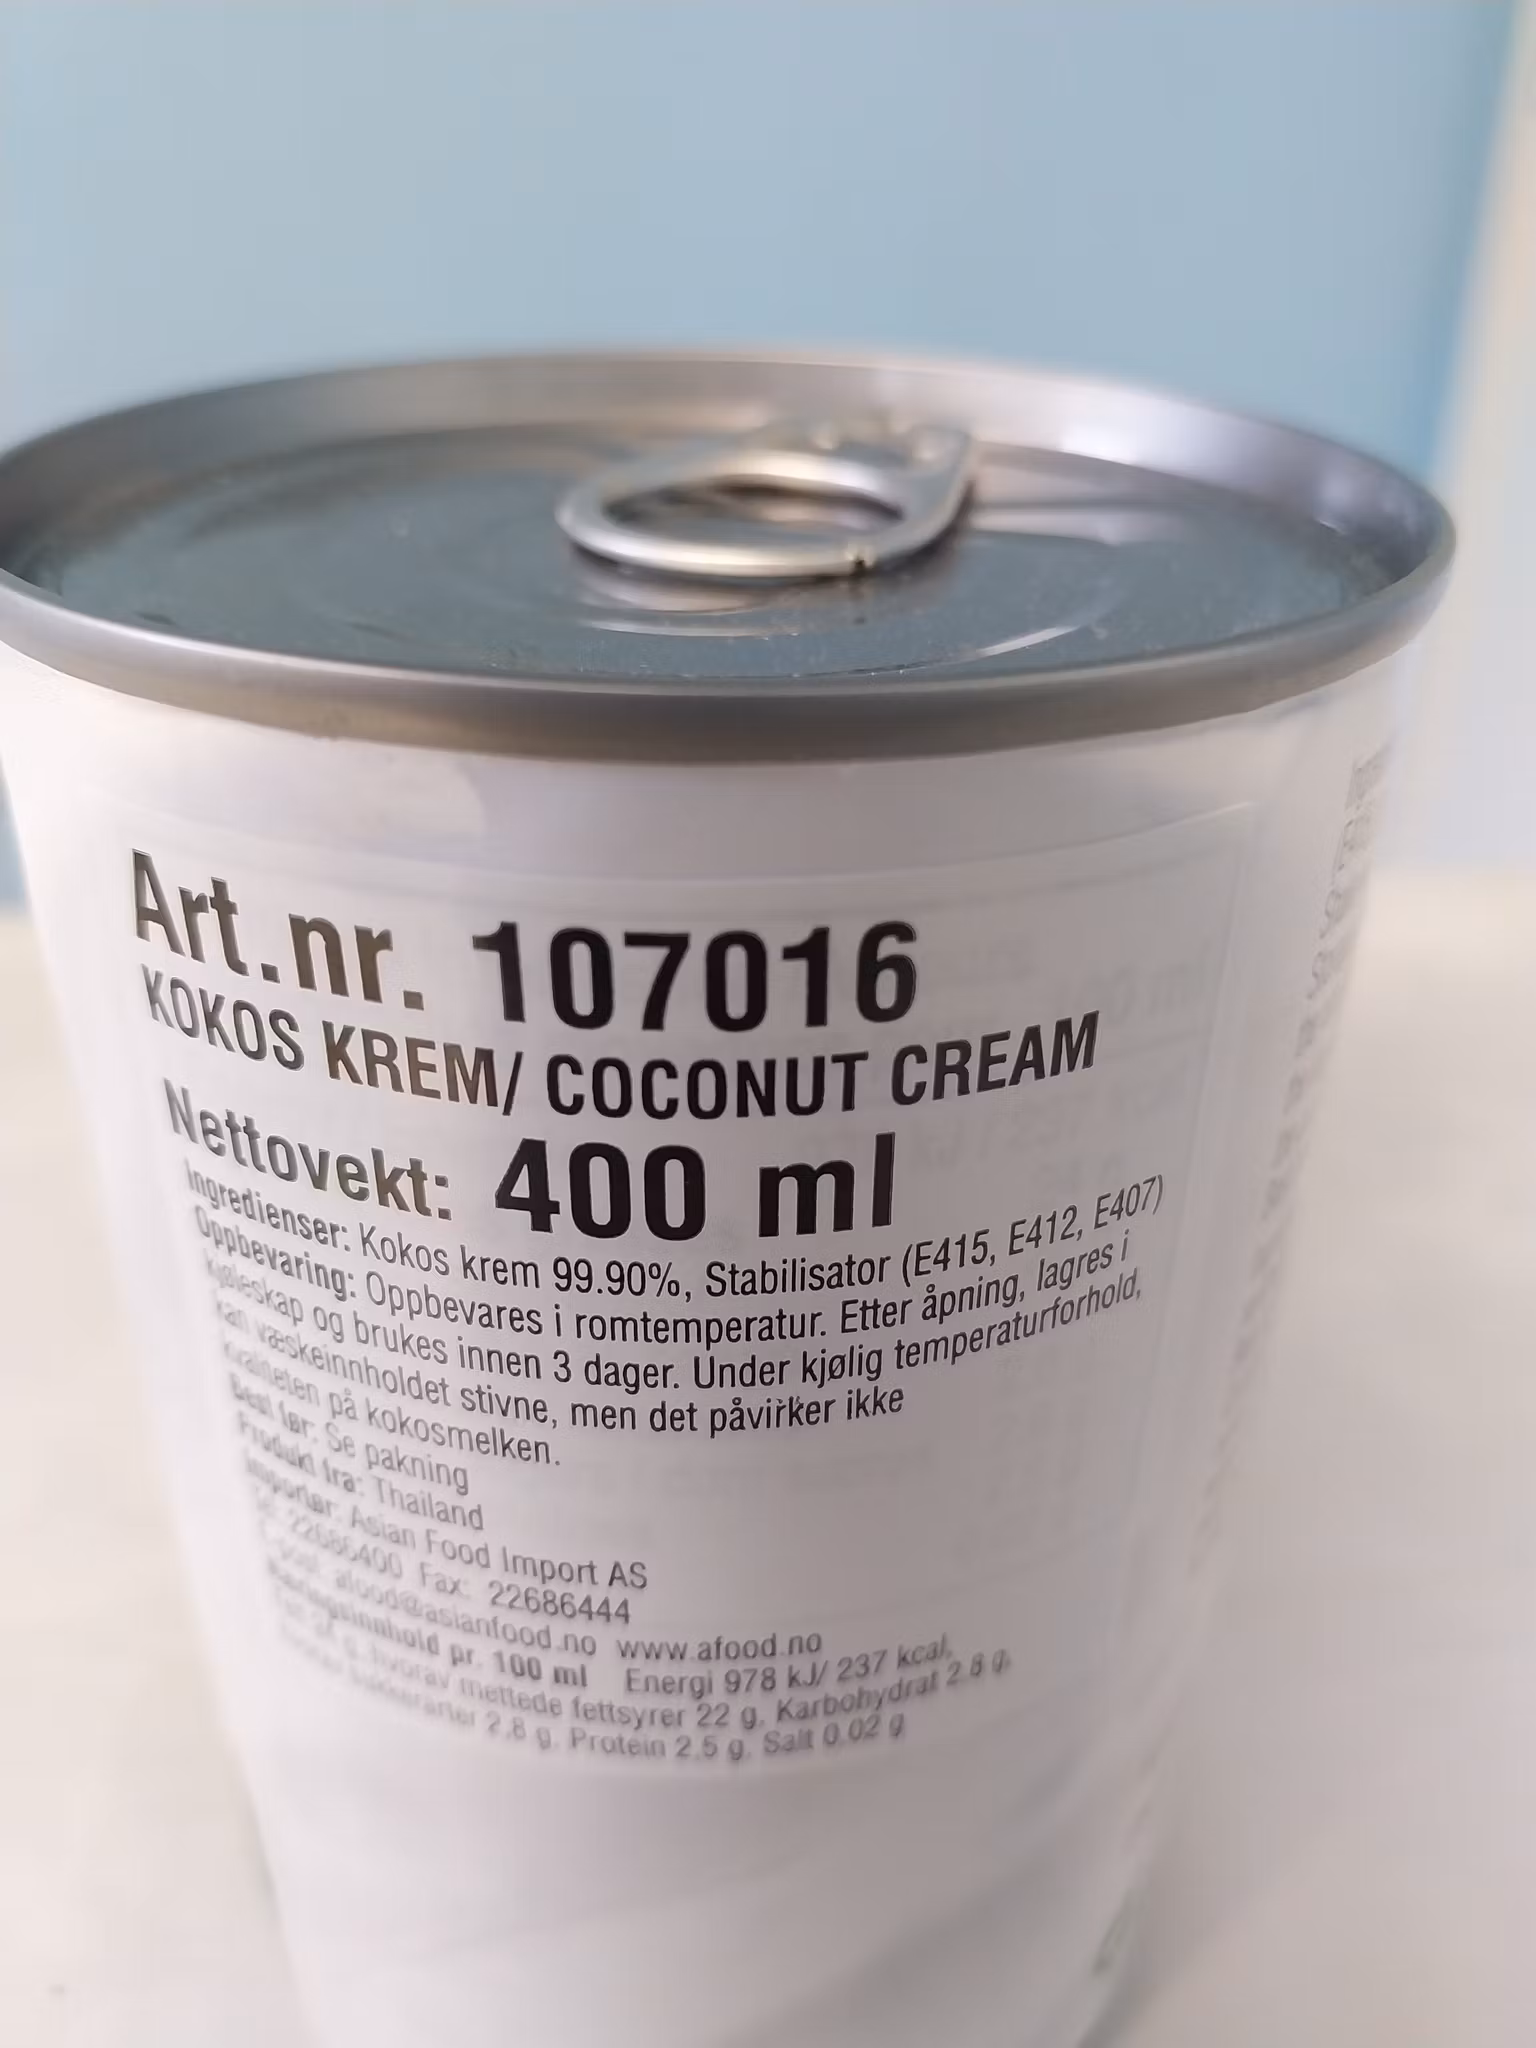 Art.nr. 107016
KOKOS KREM/ COCONUT CREAM
Nettovekt: 400 ml
Ingredienser: Kokos krem 99.90%, Stabilisator (E415, E412, E407)
Oppbevaring: Oppbevares i romtemperatur. Etter åpning, lagres i
kjøleskap og brukes innen 3 dager. Under kjølig temperaturforhold,
kan væskeinnholdet stivne, men det påvirker ikke
kvaliteten på kokosmelken.
Best før: Se pakning
Produkt fra: Thailand
Importør: Asian Food Import AS
22686400 Fax: 22686444
afood@asianfood.no www.afood.no
Næringsinnhold pr. 100 ml Energi 978 kJ/ 237 kcal,
hvorav mettede fettsyrer 22 g, Karbohydrat 2.8 g,
sukkerarter 2,8 g, Protein 2.5 g, Salt 0.02 g